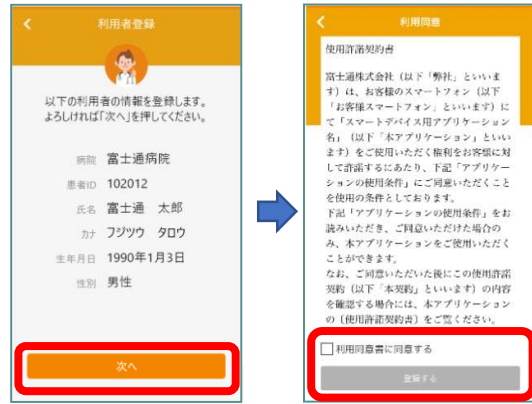 利用者登録
以下の利用者の情報を登録します。
よろしければ「次へ」を押してください。
病院 富士通病院
患者ID 102012
氏名 富士通　太郎
カナ フジツウ　タロウ
生年月日 1990年1月3日
性別 男性
次へ
利用同意
使用許諾契約書
富士通株式会社（以下「弊社」といいま
す）は、お客様のスマートフォン（以下
「お客様スマートフォン」といいます）に
て「スマートデバイス用アプリケーション
名」（以下「本アプリケーション」といい
ます）をご使用いただく権利をお客様に対
して許諾するにあたり、下記「アプリケー
ションの使用条件」にご同意いただくこと
を使用の条件としております。
下記「アプリケーションの使用条件」をお
読みいただき、ご同意いただけた場合の
み、本アプリケーションをご使用いただく
ことができます。
なお、ご同意いただいた後にこの使用許諾
契約（以下「本契約」といいます）の内容
を確認する場合には、本アプリケーション
の〔使用許諾契約書〕をご覧ください。
利用同意書に同意する
登録する